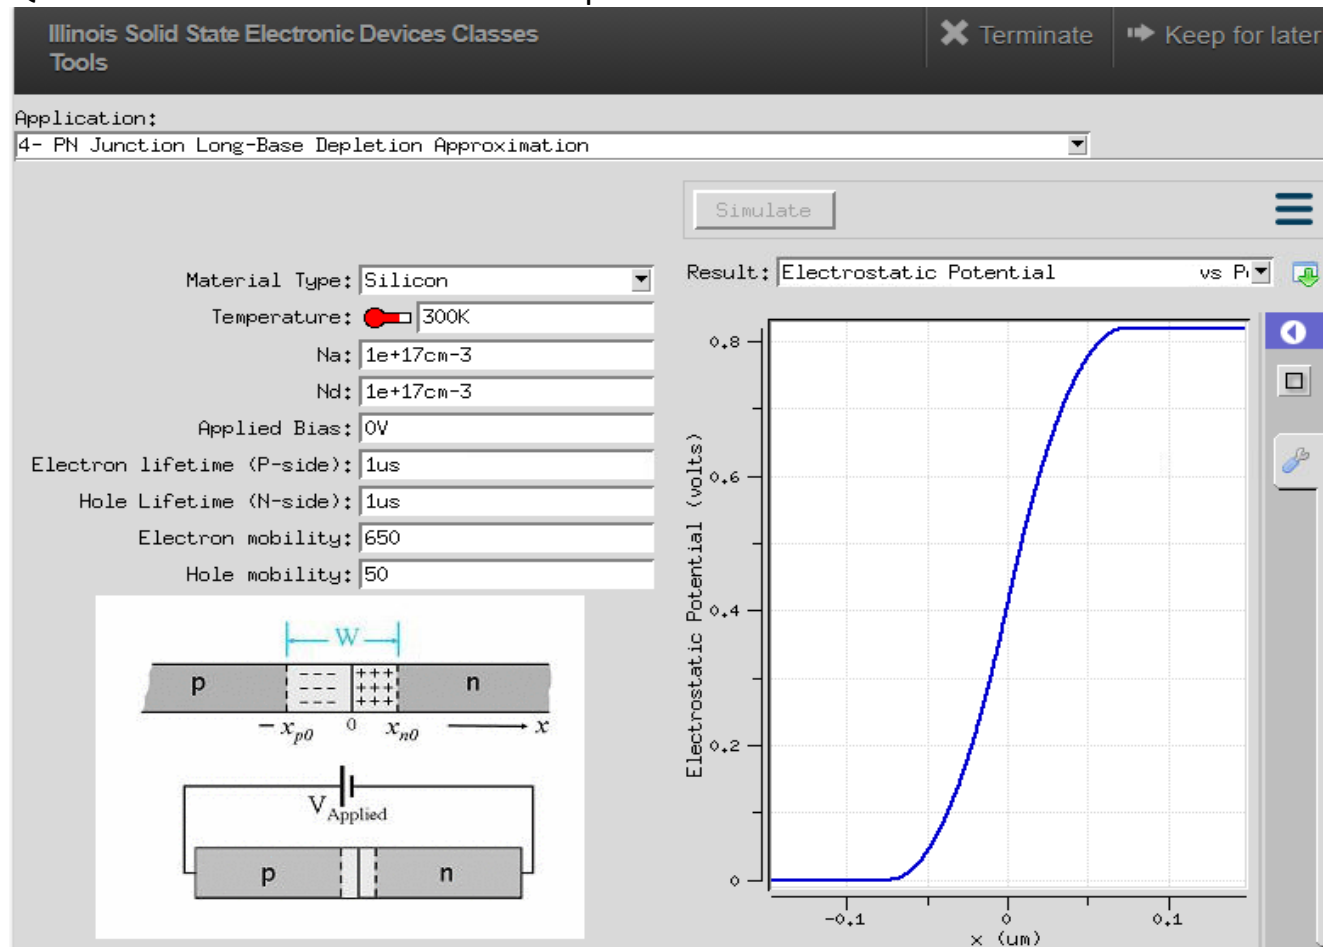 Illinois Solid State Electronic Devices Classes
Tools
Terminate
Keep for later
Application:
4- PN Junction Long-Base Depletion Approximation
Simulate
Result: Electrostatic Potential vs
Material Type: Silicon
Temperature: 300K
Na: 1e+17cm-3
Nd: 1e+17cm-3
Applied Bias: 0V
Electron lifetime (P-side): 1us
Hole Lifetime (N-side): 1us
Electron mobility: 650
Hole mobility: 50
W
p
- - -
+++
n
- - -
+++
- - -
+++
− xp0
0
xn0
x
VApplied
p
n
Electrostatic Potential (volts)
0.8
0.6
0.4
0.2
0
-0.1
0
0.1
x (um)